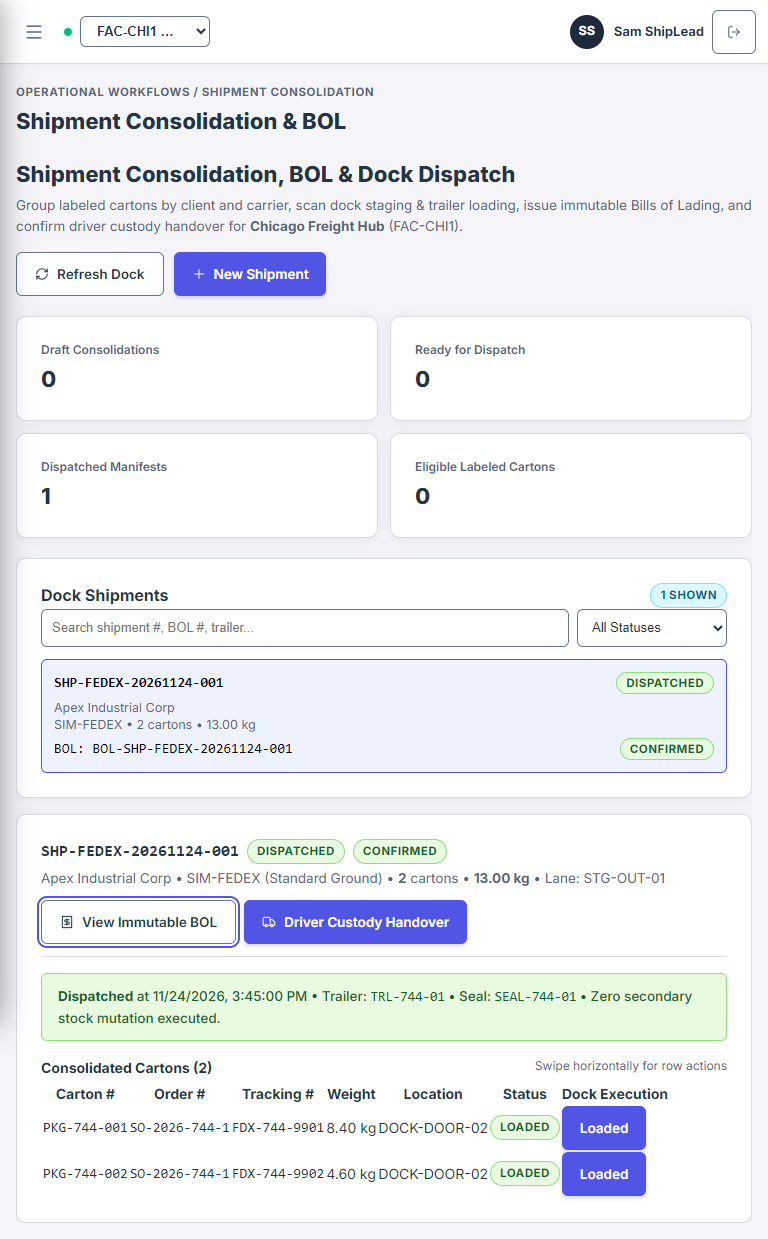 FAC-CHI1 ...
SS
Sam ShipLead
OPERATIONAL WORKFLOWS / SHIPMENT CONSOLIDATION
Shipment Consolidation & BOL
Shipment Consolidation, BOL & Dock Dispatch
Group labeled cartons by client and carrier, scan dock staging & trailer loading, issue immutable Bills of Lading, and
confirm driver custody handover for Chicago Freight Hub (FAC-CHI1).
Refresh Dock
New Shipment
Draft Consolidations
0
Ready for Dispatch
0
Dispatched Manifests
1
Eligible Labeled Cartons
0
Dock Shipments
1 SHOWN
Search shipment #, BOL #, trailer...
All Statuses
SHP-FEDEX-20261124-001
DISPATCHED
Apex Industrial Corp
SIM-FEDEX • 2 cartons • 13.00 kg
BOL: BOL-SHP-FEDEX-20261124-001
CONFIRMED
SHP-FEDEX-20261124-001 DISPATCHED CONFIRMED
Apex Industrial Corp • SIM-FEDEX (Standard Ground) • 2 cartons • 13.00 kg • Lane: STG-OUT-01
View Immutable BOL
Driver Custody Handover
Dispatched at 11/24/2026, 3:45:00 PM • Trailer: TRL-744-01 • Seal: SEAL-744-01 • Zero secondary
stock mutation executed.
Consolidated Cartons (2)
Swipe horizontally for row actions
Carton # Order # Tracking # Weight Location Status Dock Execution
PKG-744-001 SO-2026-744-1 FDX-744-9901 8.40 kg DOCK-DOOR-02 LOADED Loaded
PKG-744-002 SO-2026-744-1 FDX-744-9902 4.60 kg DOCK-DOOR-02 LOADED Loaded